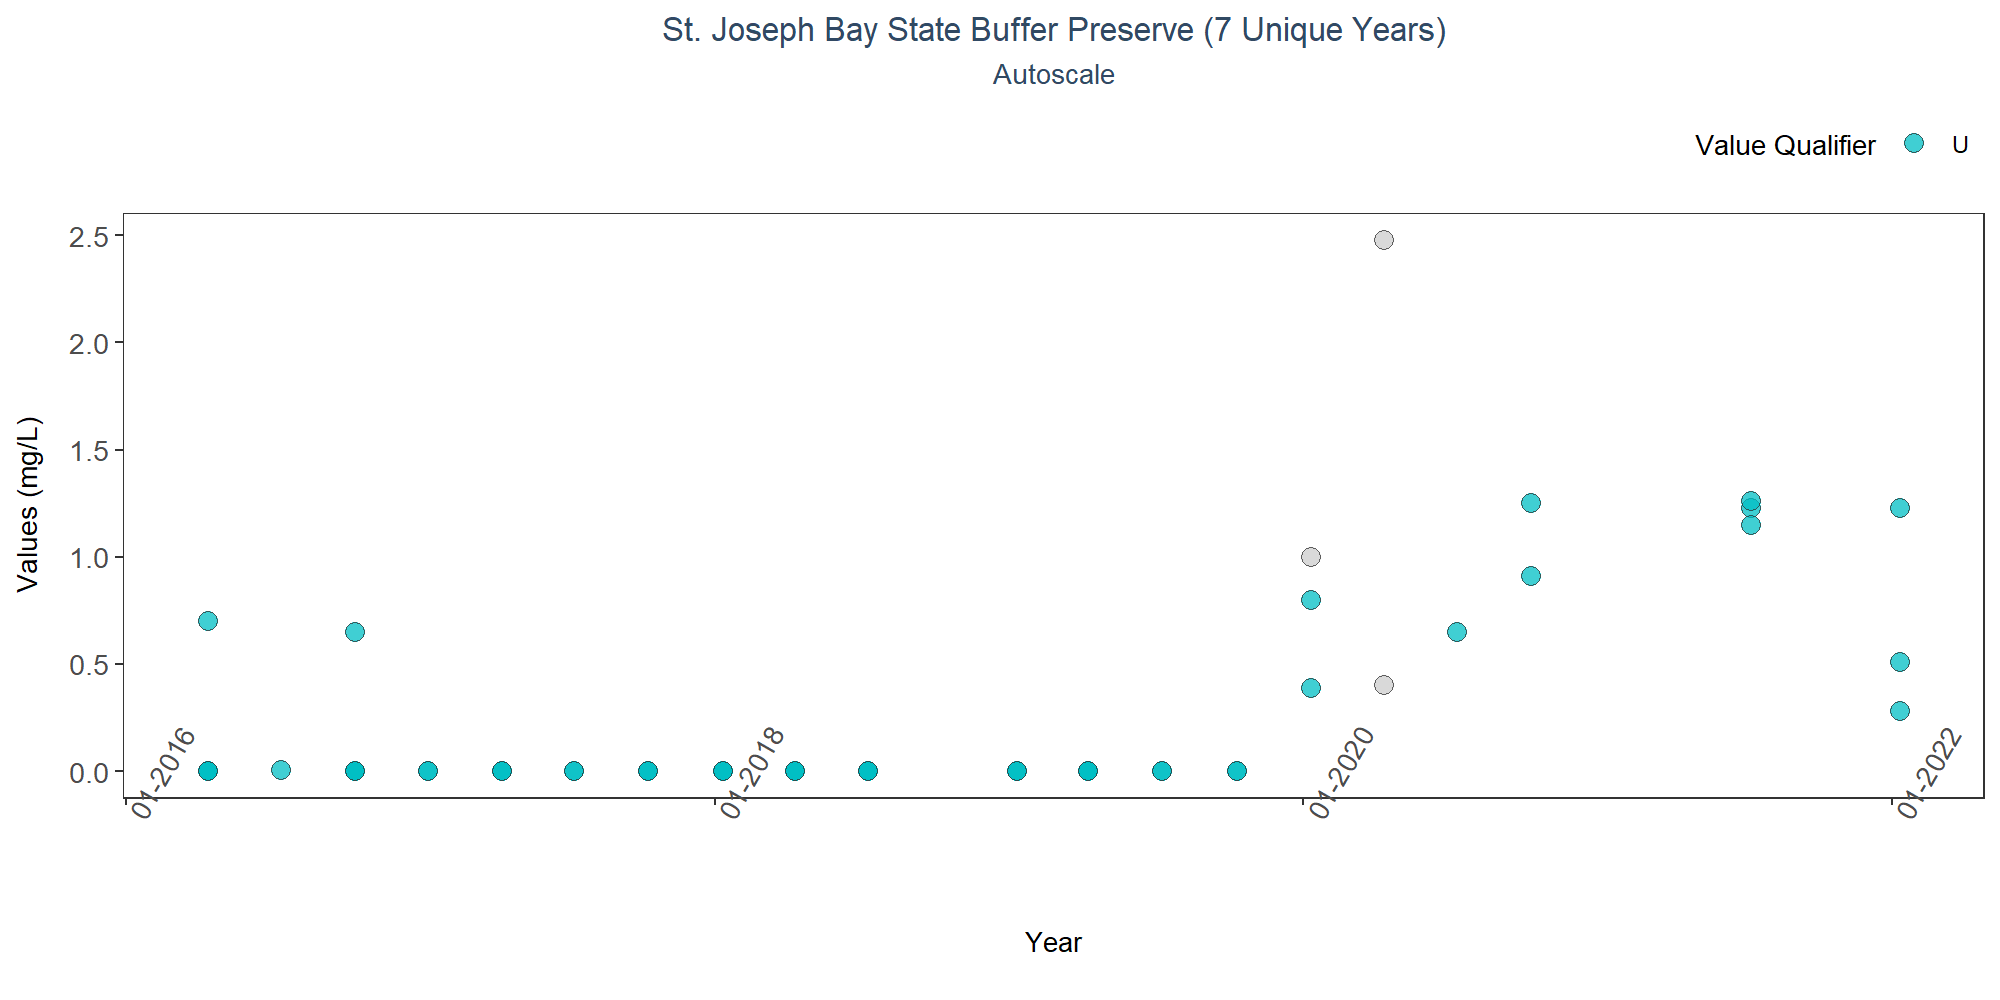 St. Joseph Bay State Buffer Preserve (7 Unique Years)
Autoscale
Value Qualifier U
Values (mg/L)
2.5
2.0
1.5
1.0
0.5
0.0
01-2016
01-2018
01-2020
01-2022
Year